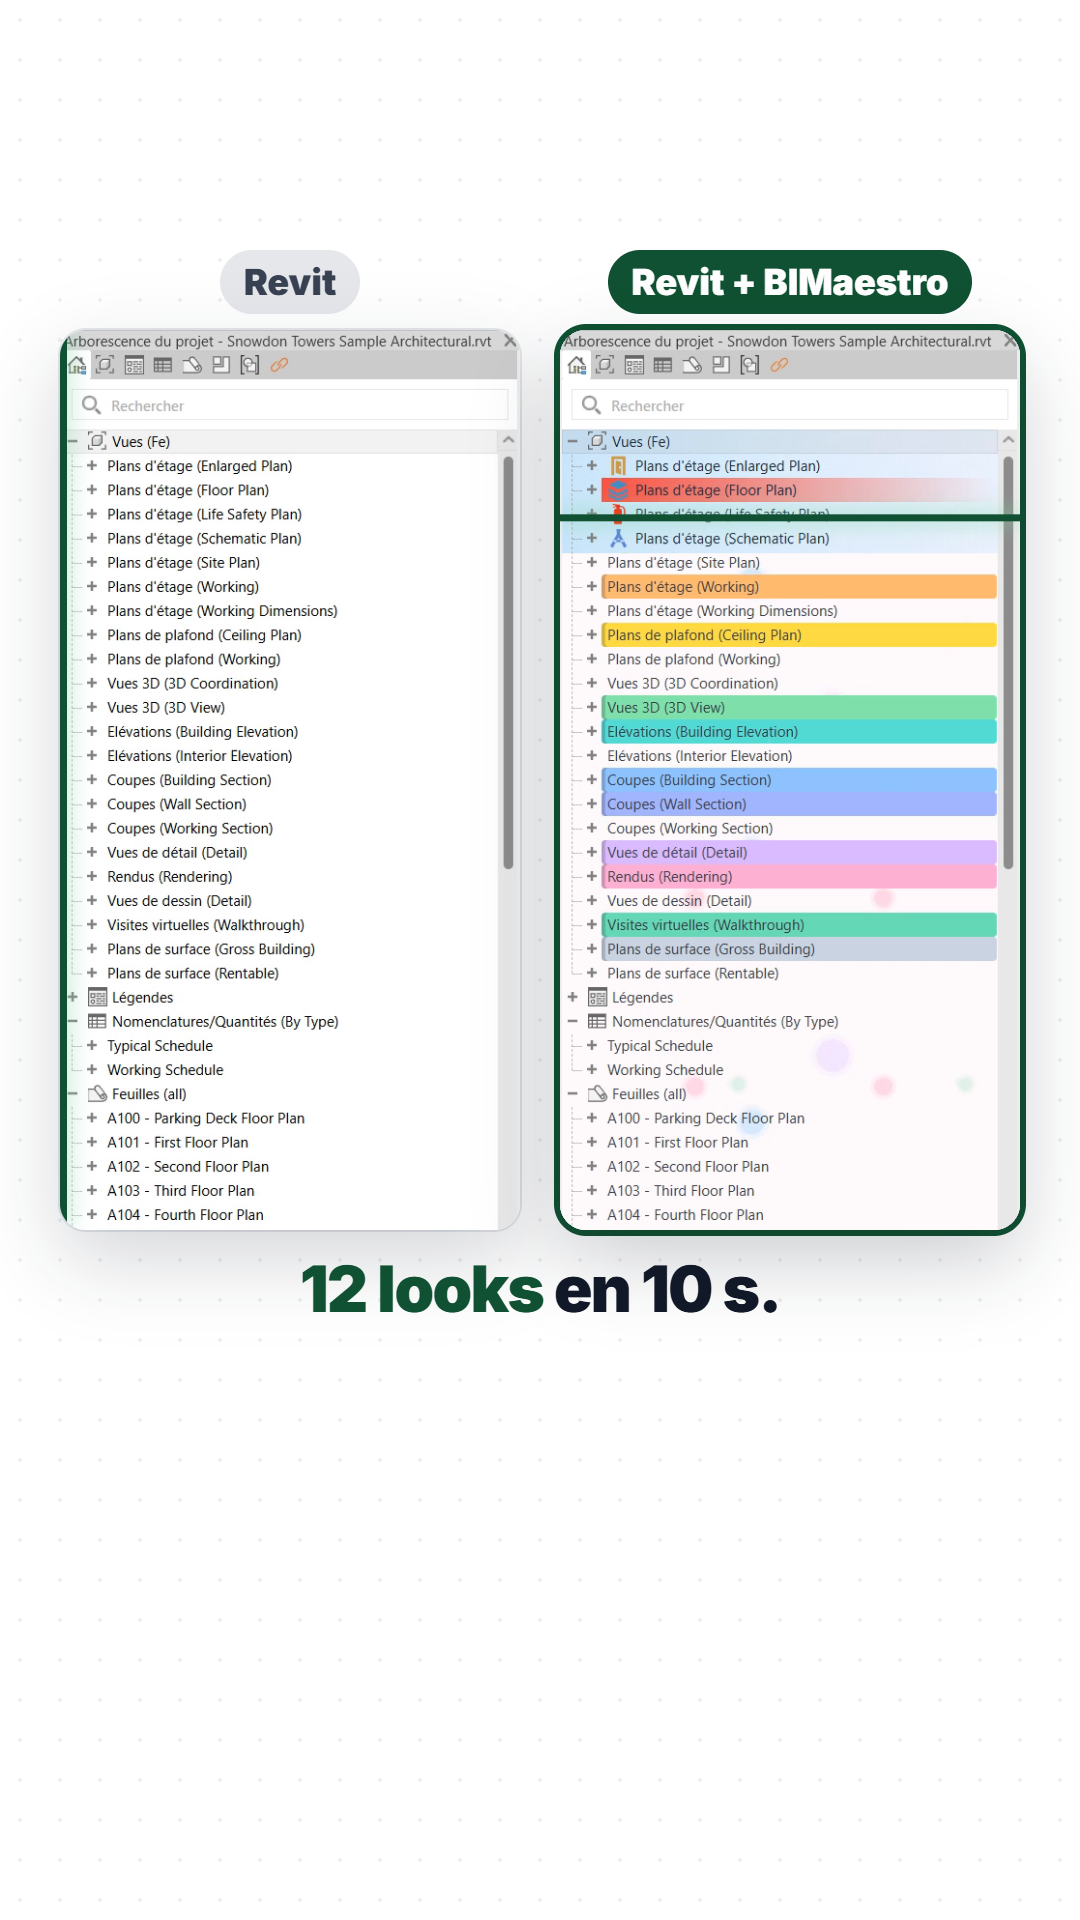 Revit
Arborescence du projet - Snowdon Towers Sample Architectural.rvt
Rechercher
Vues (Fe)
Plans d'étage (Enlarged Plan)
Plans d'étage (Floor Plan)
Plans d'étage (Life Safety Plan)
Plans d'étage (Schematic Plan)
Plans d'étage (Site Plan)
Plans d'étage (Working)
Plans d'étage (Working Dimensions)
Plans de plafond (Ceiling Plan)
Plans de plafond (Working)
Vues 3D (3D Coordination)
Vues 3D (3D View)
Elévations (Building Elevation)
Elévations (Interior Elevation)
Coupes (Building Section)
Coupes (Wall Section)
Coupes (Working Section)
Vues de détail (Detail)
Rendus (Rendering)
Vues de dessin (Detail)
Visites virtuelles (Walkthrough)
Plans de surface (Gross Building)
Plans de surface (Rentable)
Légendes
Nomenclatures/Quantités (By Type)
Typical Schedule
Working Schedule
Feuilles (all)
A100 - Parking Deck Floor Plan
A101 - First Floor Plan
A102 - Second Floor Plan
A103 - Third Floor Plan
A104 - Fourth Floor Plan
Revit + BIMaestro
Arborescence du projet - Snowdon Towers Sample Architectural.rvt
Rechercher
Vues (Fe)
Plans d'étage (Enlarged Plan)
Plans d'étage (Floor Plan)
Plans d'étage (Life Safety Plan)
Plans d'étage (Schematic Plan)
Plans d'étage (Site Plan)
Plans d'étage (Working)
Plans d'étage (Working Dimensions)
Plans de plafond (Ceiling Plan)
Plans de plafond (Working)
Vues 3D (3D Coordination)
Vues 3D (3D View)
Elévations (Building Elevation)
Elévations (Interior Elevation)
Coupes (Building Section)
Coupes (Wall Section)
Coupes (Working Section)
Vues de détail (Detail)
Rendus (Rendering)
Vues de dessin (Detail)
Visites virtuelles (Walkthrough)
Plans de surface (Gross Building)
Plans de surface (Rentable)
Légendes
Nomenclatures/Quantités (By Type)
Typical Schedule
Working Schedule
Feuilles (all)
A100 - Parking Deck Floor Plan
A101 - First Floor Plan
A102 - Second Floor Plan
A103 - Third Floor Plan
A104 - Fourth Floor Plan
12 looks en 10 s.